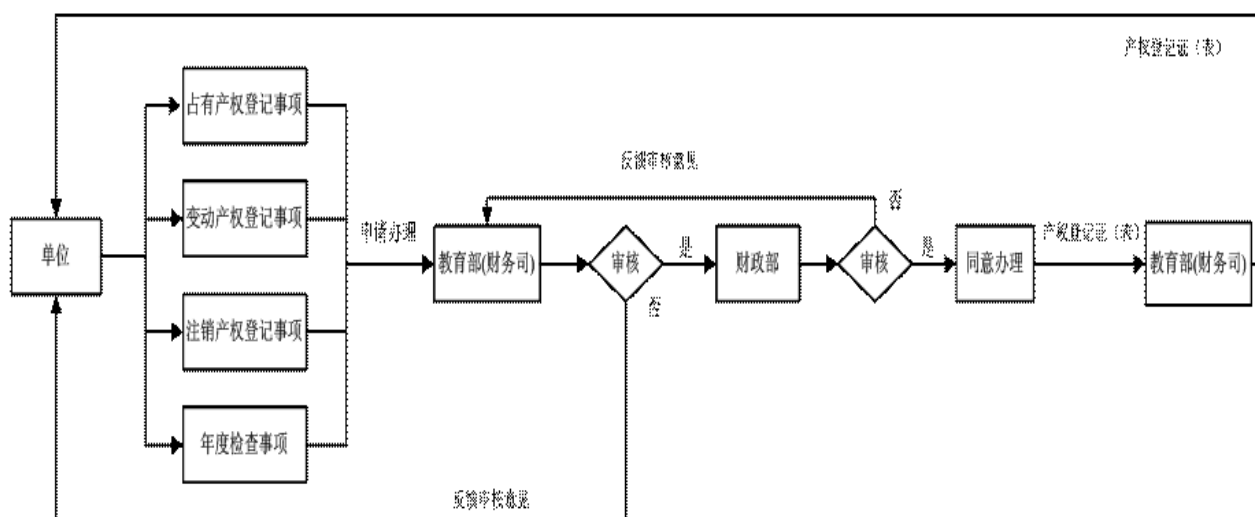 产权登记证（表）
占有产权登记事项
反馈审核意见
否
变动产权登记事项
申请办理
产权登记证（表）
单位
教育部(财务司)
审核
是
财政部
审核
是
同意办理
教育部(财务司)
否
注销产权登记事项
年度检查事项
反馈审核意见